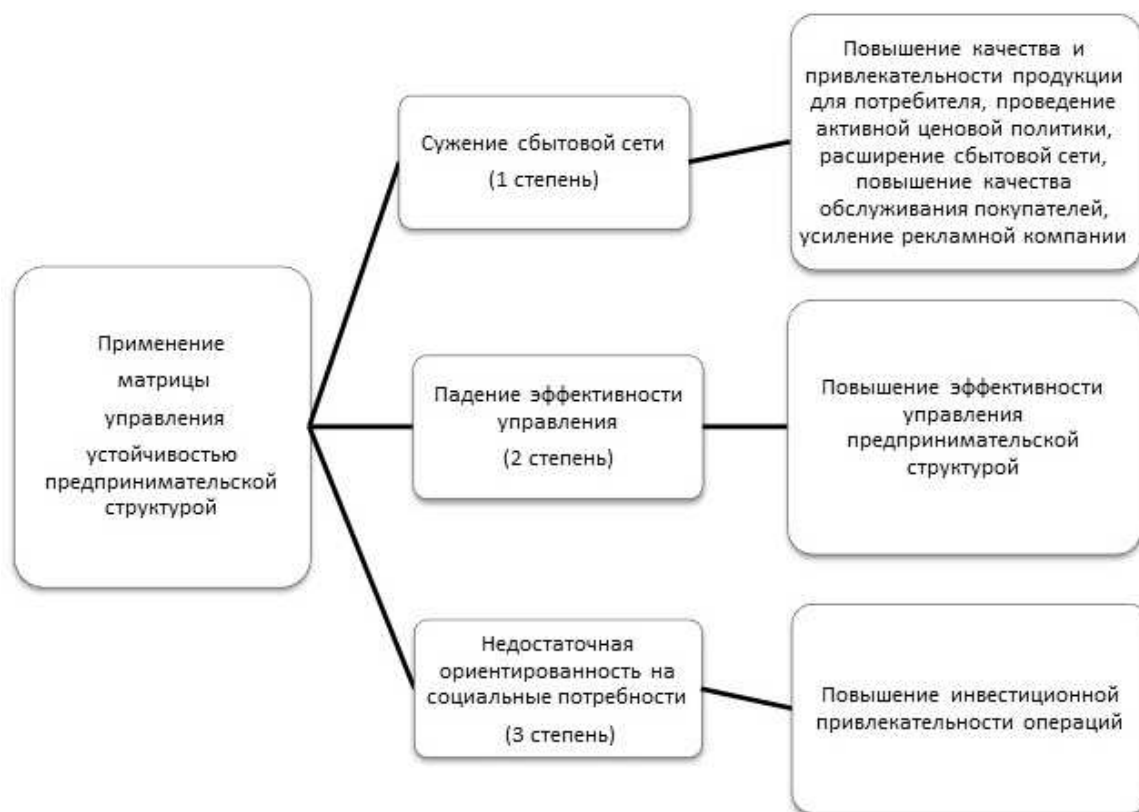 Применение
матрицы
управления
устойчивостью
предпринимательской
структурой
Сужение сбытовой сети
(1 степень)
Повышение качества и
привлекательности продукции
для потребителя, проведение
активной ценовой политики,
расширение сбытовой сети,
повышение качества
обслуживания покупателей,
усиление рекламной компании
Падение эффективности
управления
(2 степень)
Повышение эффективности
управления
предпринимательской
структурой
Недостаточная
ориентированность на
социальные потребности
(3 степень)
Повышение инвестиционной
привлекательности операций